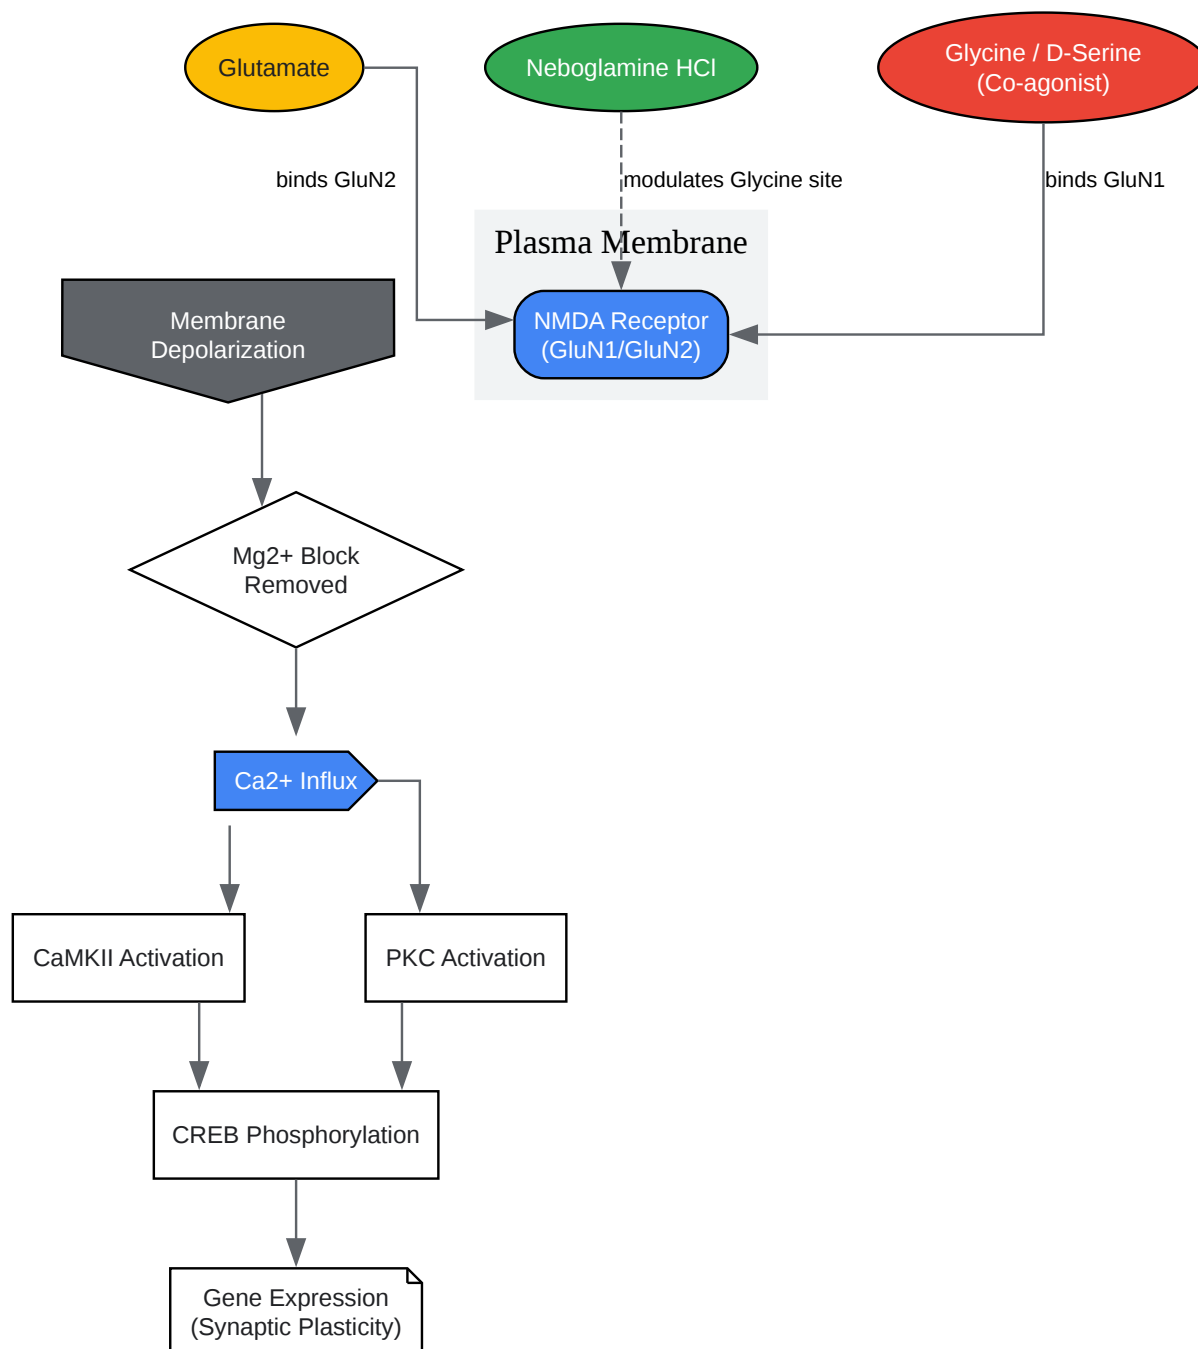 Glutamate
Neboglamine HCl
Glycine / D-Serine
(Co-agonist)
binds GluN2
modulates Glycine site
binds GluN1
Plasma Membrane
Membrane
Depolarization
NMDA Receptor
(GluN1/GluN2)
Mg2+ Block
Removed
Ca2+ Influx
CaMKII Activation
PKC Activation
CREB Phosphorylation
Gene Expression
(Synaptic Plasticity)